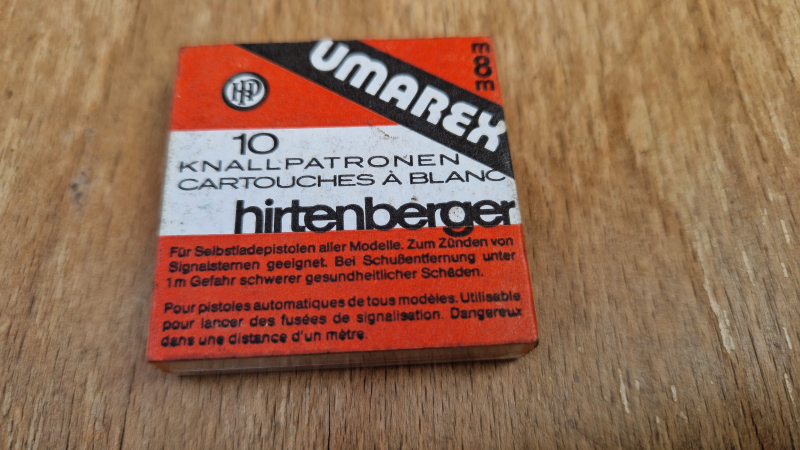 UMAREX
8mm
HP
10
KNALLPATRONEN
CARTOUCHES À BLANC
hirtenberger
Für Selbstladepistolen aller Modelle. Zum Zünden von
Signalsternen geeignet. Bei Schußentfernung unter
1m Gefahr schwerer gesundheitlicher Schäden.
Pour pistoles automatiques de tous modèles. Utilisable
pour lancer des fusées de signalisation. Dangereux
dans une distance d'un mètre.